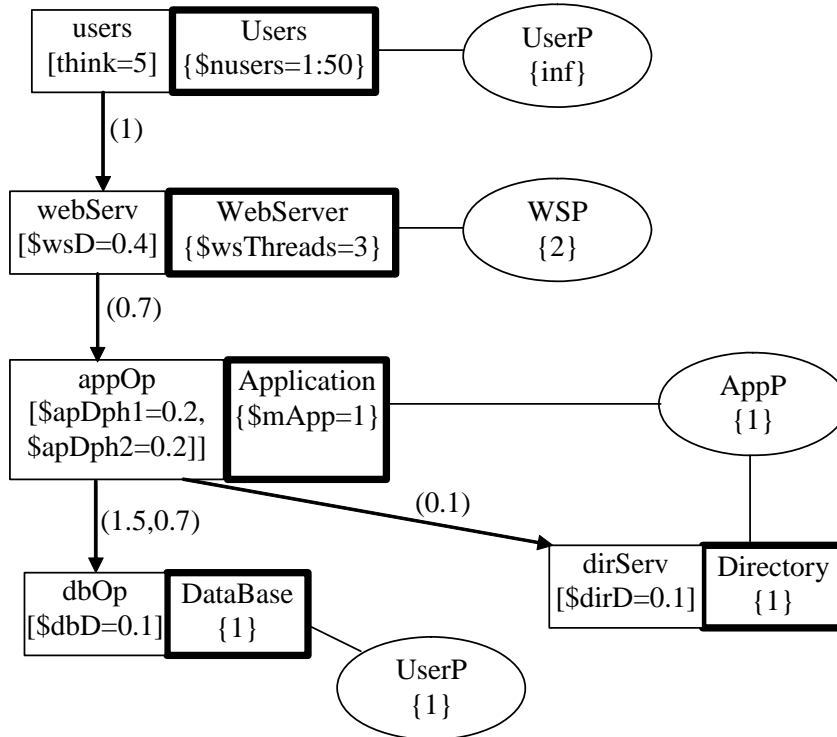 users
[think=5]
Users
{$nusers=1:50}
UserP
{inf}
(1)
webServ
[$wsD=0.4]
WebServer
{$wsThreads=3}
WSP
{2}
(0.7)
appOp
[$apDph1=0.2,
$apDph2=0.2]]
Application
{$mApp=1}
AppP
{1}
(1.5,0.7)
(0.1)
dbOp
[$dbD=0.1]
DataBase
{1}
dirServ
[$dirD=0.1]
Directory
{1}
UserP
{1}